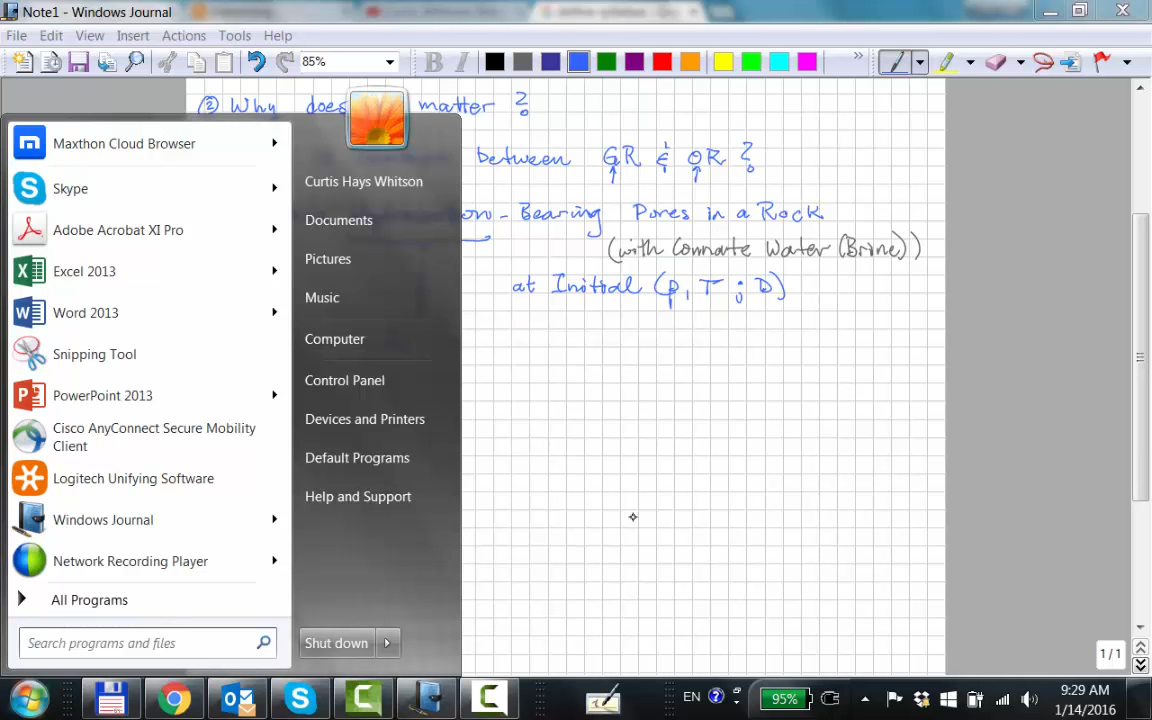 Note1 - Windows Journal
File Edit View Insert Actions Tools Help
85%
② Why does matter ?
between GR & OR ?
on - Bearing Pores in a Rock
(with Connate Water (Brine))
at Initial (p, T ; D)
Maxthon Cloud Browser
Skype
Adobe Acrobat XI Pro
Excel 2013
Word 2013
Snipping Tool
PowerPoint 2013
Cisco AnyConnect Secure Mobility
Client
Logitech Unifying Software
Windows Journal
Network Recording Player
All Programs
Search programs and files
Curtis Hays Whitson
Documents
Pictures
Music
Computer
Control Panel
Devices and Printers
Default Programs
Help and Support
Shut down
1 / 1
EN
95%
9:29 AM
1/14/2016